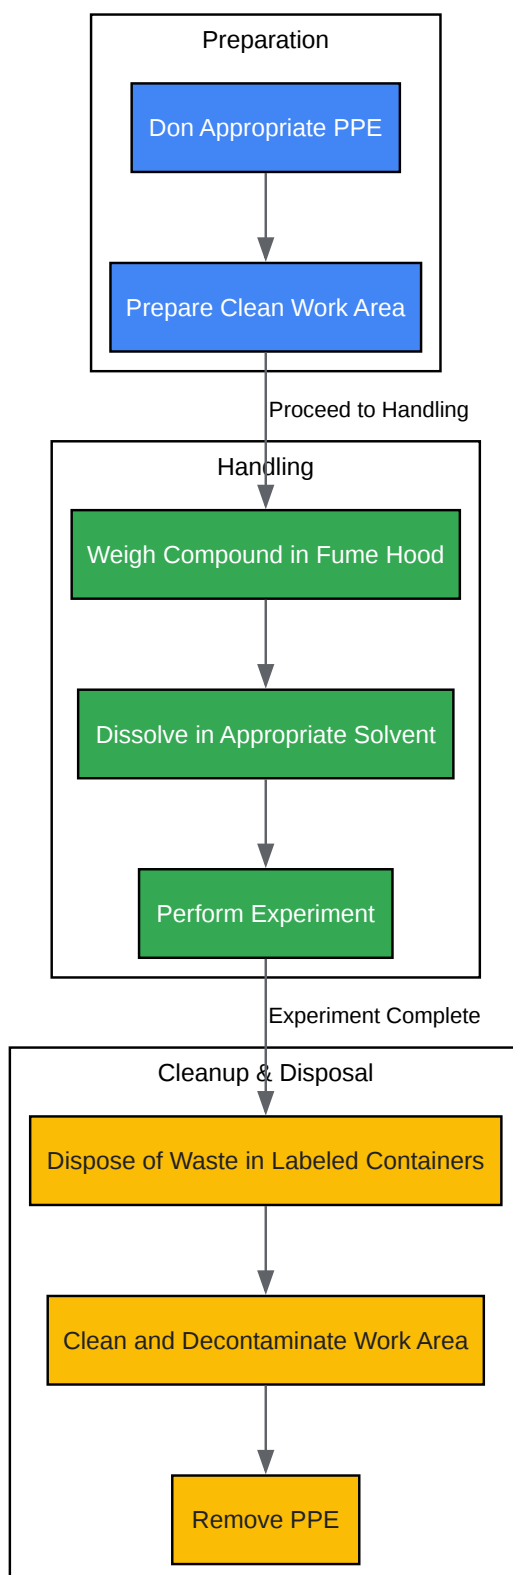 Preparation
Don Appropriate PPE
Prepare Clean Work Area
Proceed to Handling
Handling
Weigh Compound in Fume Hood
Dissolve in Appropriate Solvent
Perform Experiment
Experiment Complete
Cleanup & Disposal
Dispose of Waste in Labeled Containers
Clean and Decontaminate Work Area
Remove PPE